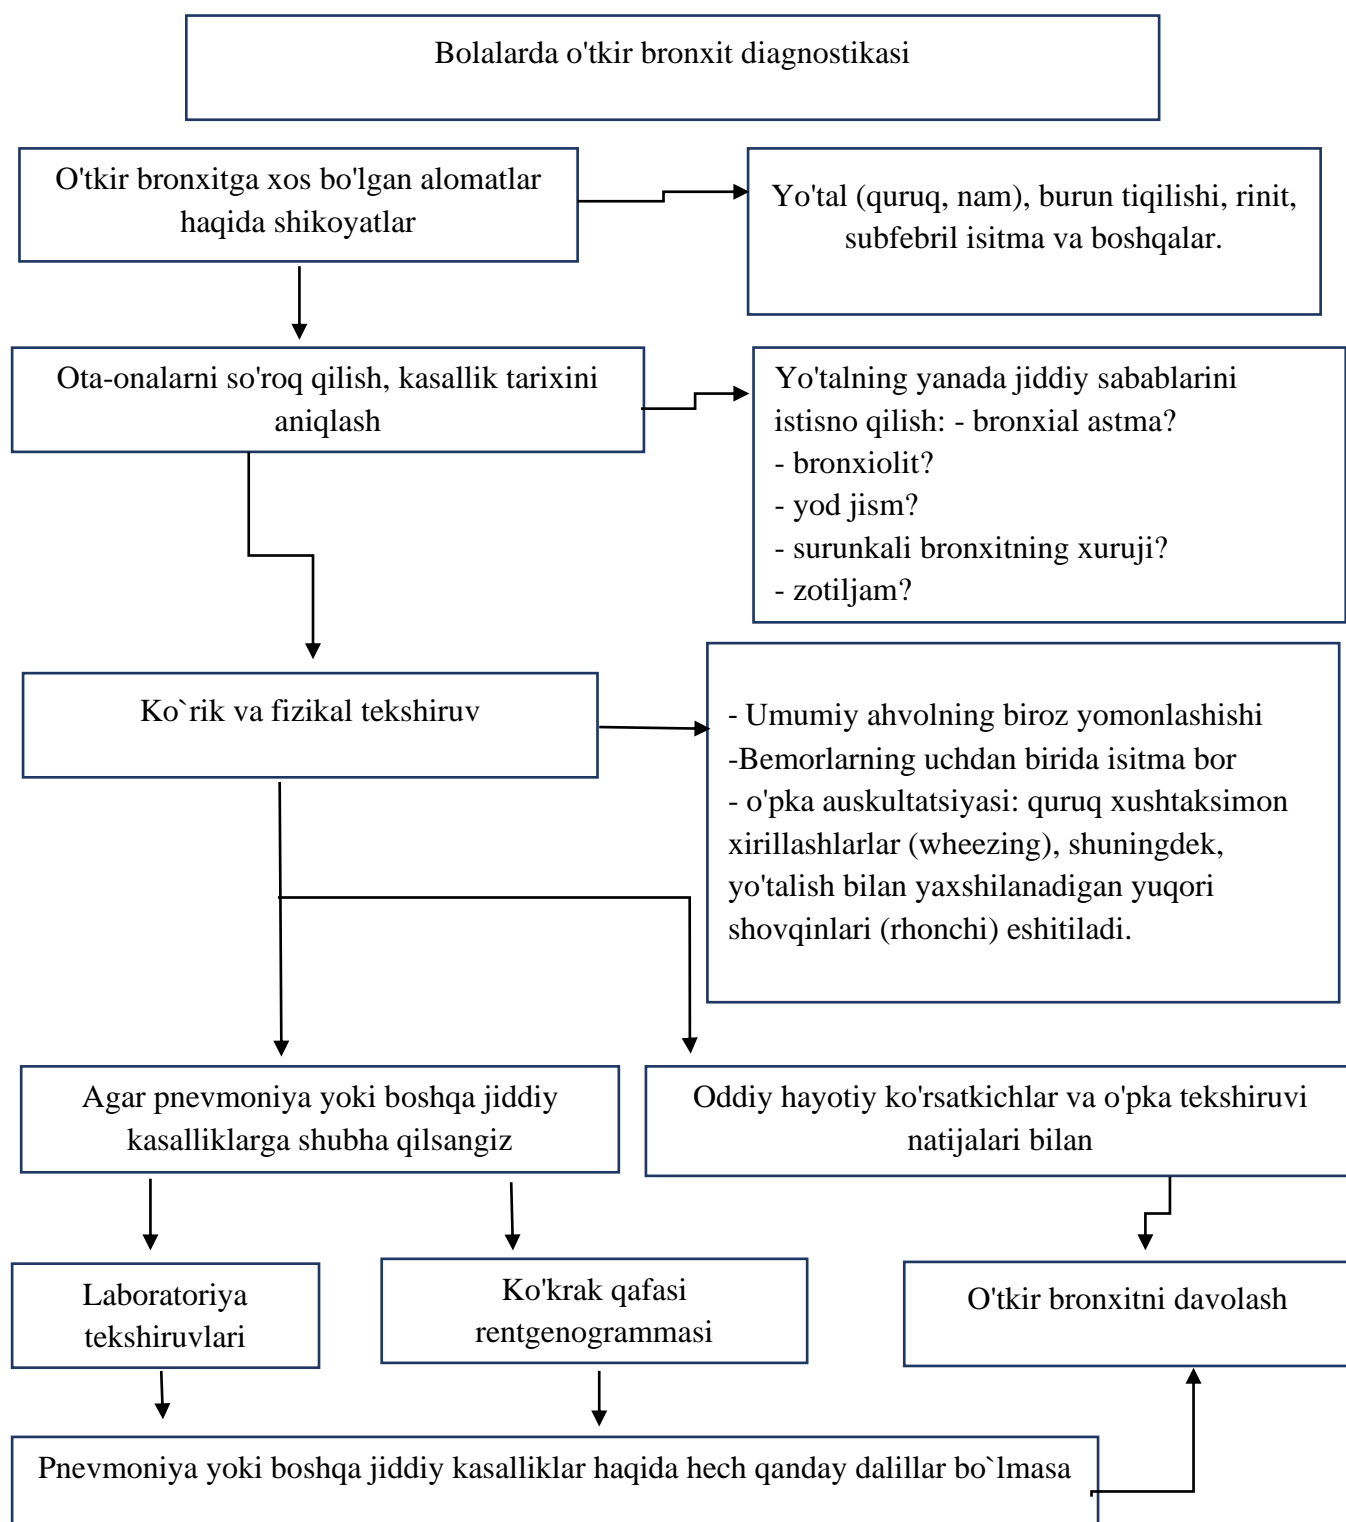 Bolalarda o'tkir bronxit diagnostikasi
O'tkir bronxitga xos bo'lgan alomatlar
haqida shikoyatlar
Yo'tal (quruq, nam), burun tiqilishi, rinit,
subfebril isitma va boshqalar.
Ota-onalarni so'roq qilish, kasallik tarixini
aniqlash
Yo'talning yanada jiddiy sabablarini
istisno qilish: - bronxial astma?
- bronxiolit?
- yod jism?
- surunkali bronxitning xuruji?
- zotiljam?
Ko`rik va fizikal tekshiruv
- Umumiy ahvolning biroz yomonlashishi
-Bemorlarning uchdan birida isitma bor
- o'pka auskultatsiyasi: quruq xushtaksimon
xirillashlarlar (wheezing), shuningdek,
yo'talish bilan yaxshilanadigan yuqori
shovqinlari (rhonchi) eshitiladi.
Agar pnevmoniya yoki boshqa jiddiy
kasalliklarga shubha qilsangiz
Oddiy hayotiy ko'rsatkichlar va o'pka tekshiruvi
natijalari bilan
Laboratoriya
tekshiruvlari
Ko'krak qafasi
rentgenogrammasi
O'tkir bronxitni davolash
Pnevmoniya yoki boshqa jiddiy kasalliklar haqida hech qanday dalillar bo`lmasa